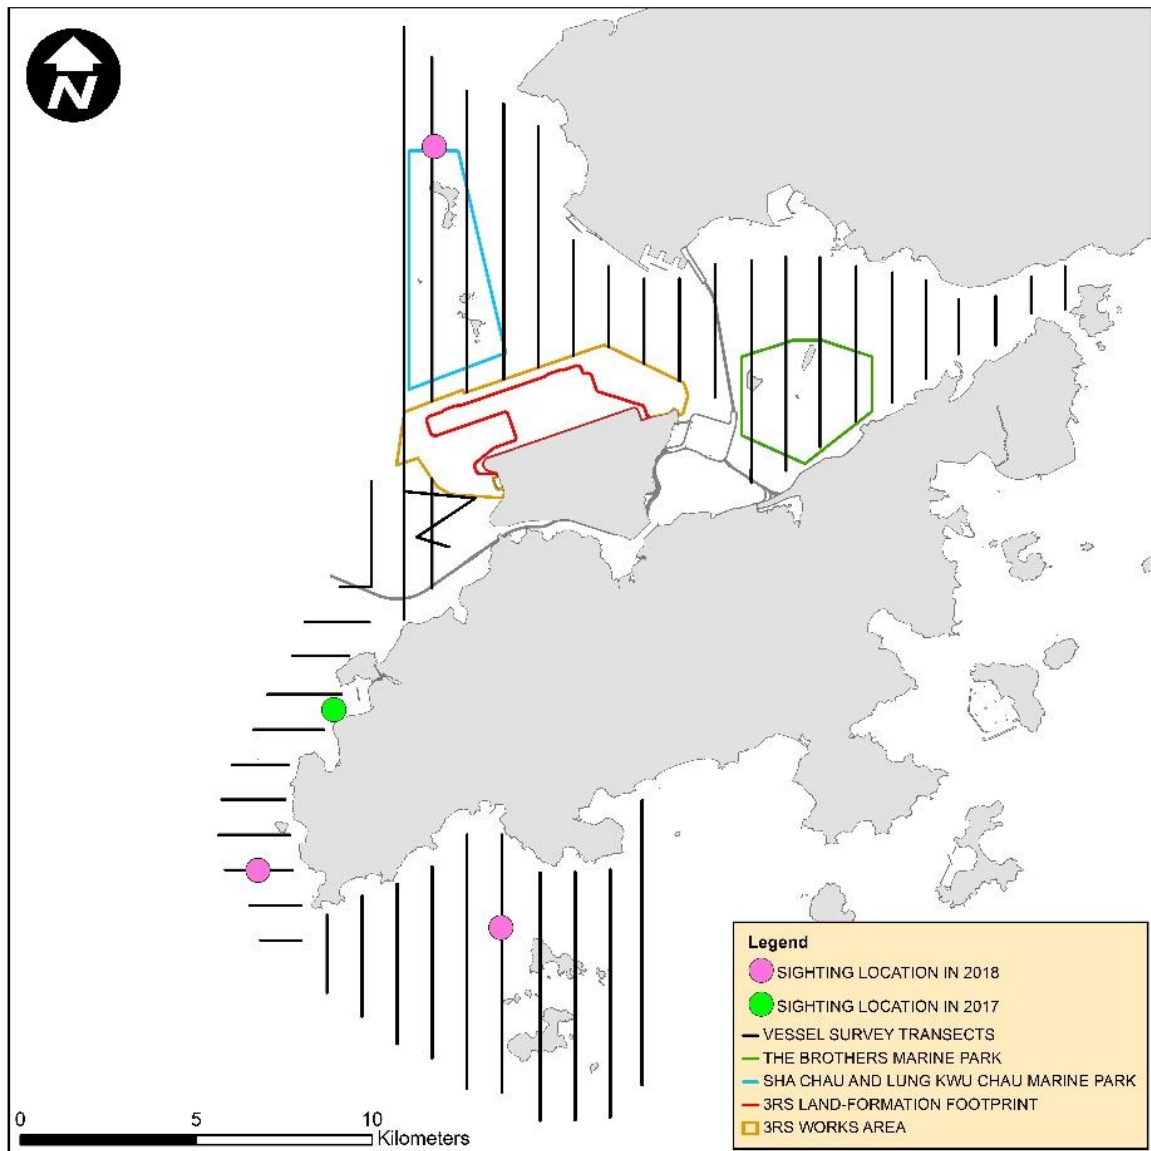 N
Legend
SIGHTING LOCATION IN 2018
SIGHTING LOCATION IN 2017
VESSEL SURVEY TRANSECTS
THE BROTHERS MARINE PARK
SHA CHAU AND LUNG KWU CHAU MARINE PARK
3RS LAND-FORMATION FOOTPRINT
3RS WORKS AREA
0 5 10
Kilometers